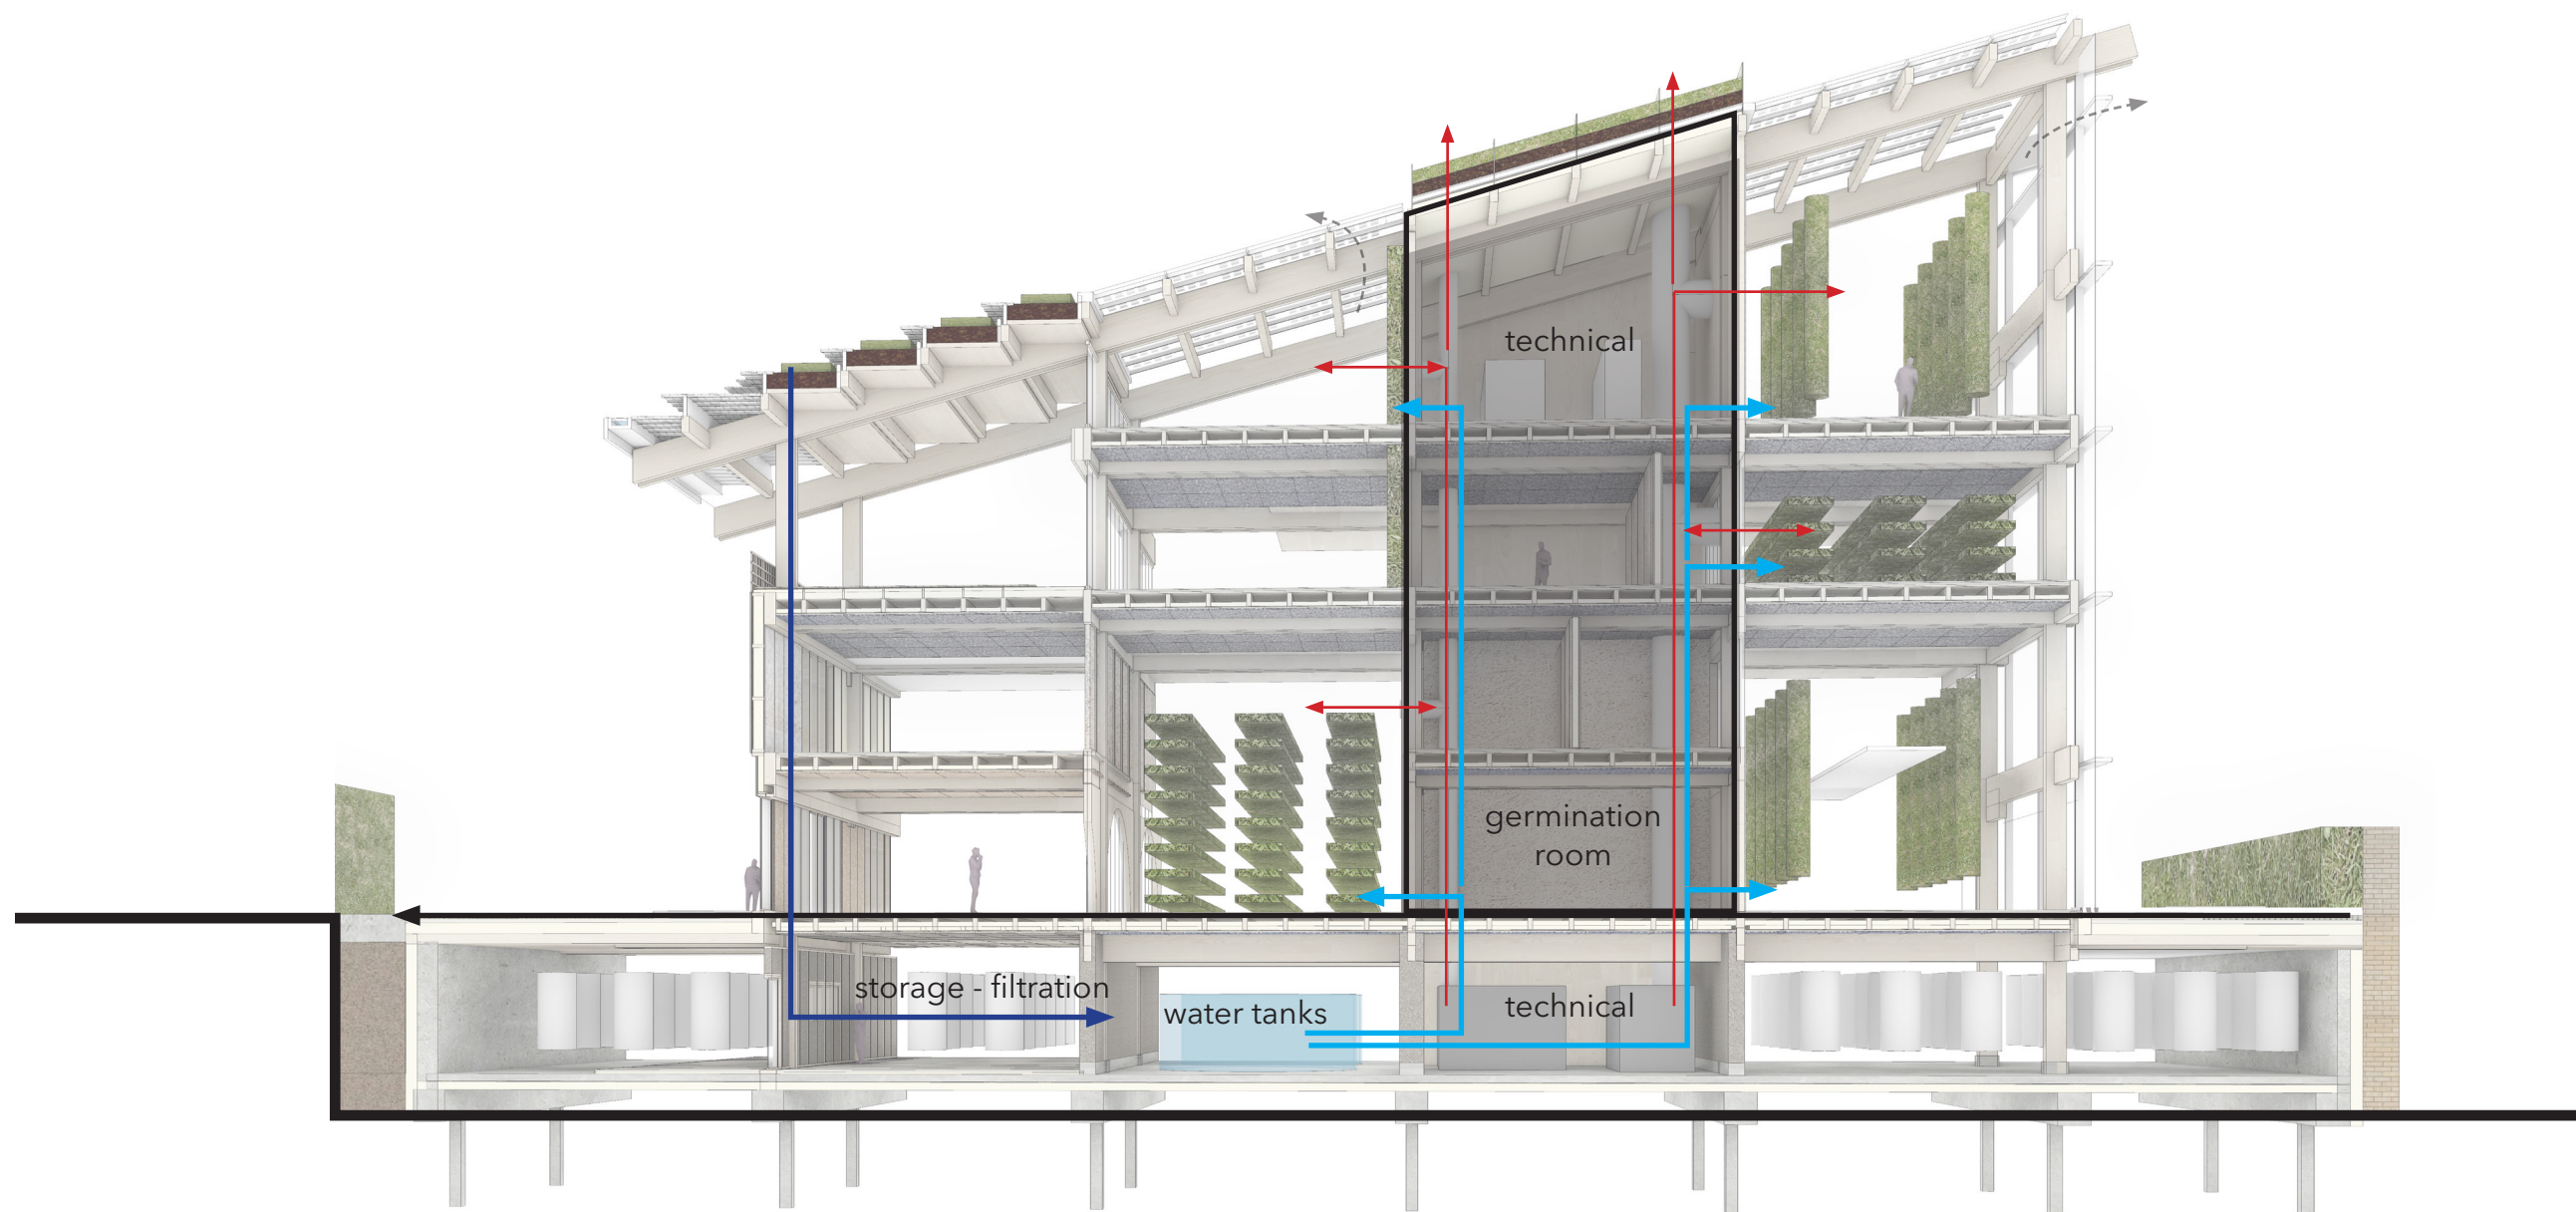 technical
germination
room
storage - filtration
water tanks
technical